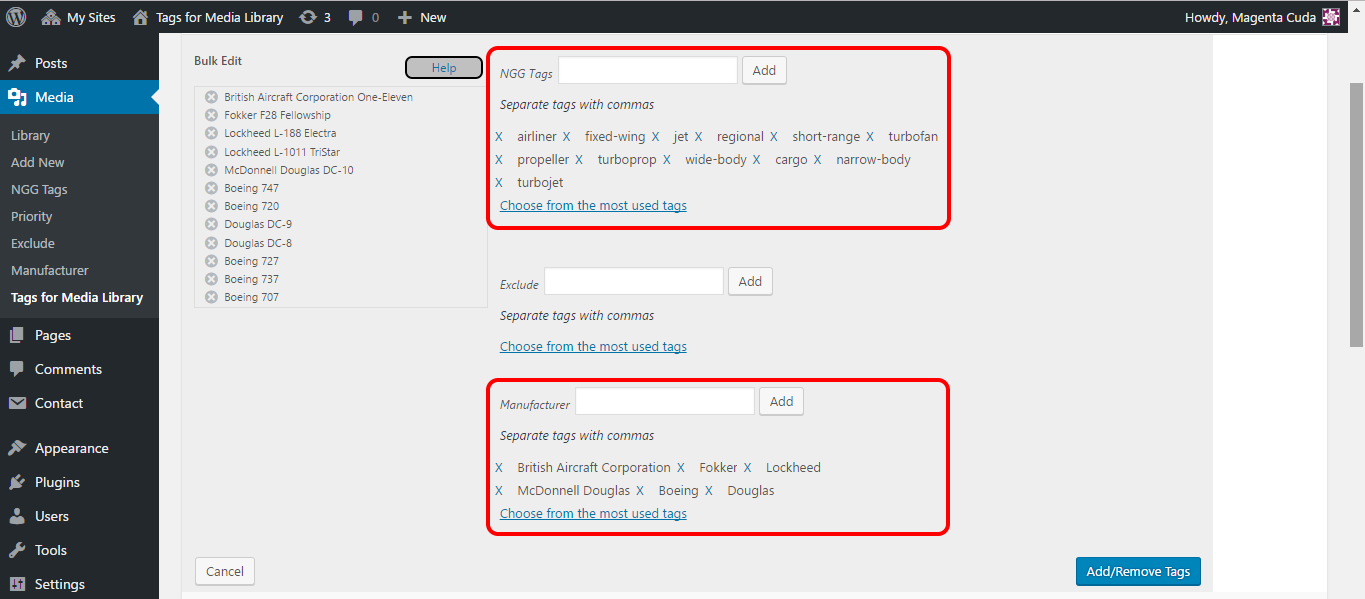 My Sites Tags for Media Library 3 0 New Howdy, Magenta Cuda
Posts
Media
Library
Add New
NGG Tags
Priority
Exclude
Manufacturer
Tags for Media Library
Pages
Comments
Contact
Appearance
Plugins
Users
Tools
Settings
Bulk Edit
Help
British Aircraft Corporation One-Eleven
Fokker F28 Fellowship
Lockheed L-188 Electra
Lockheed L-1011 TriStar
McDonnell Douglas DC-10
Boeing 747
Boeing 720
Douglas DC-9
Douglas DC-8
Boeing 727
Boeing 737
Boeing 707
NGG Tags Add
Separate tags with commas
X airliner X fixed-wing X jet X regional X short-range X turbofan
X propeller X turboprop X wide-body X cargo X narrow-body
X turbojet
Choose from the most used tags
Exclude Add
Separate tags with commas
Choose from the most used tags
Manufacturer Add
Separate tags with commas
X British Aircraft Corporation X Fokker X Lockheed
X McDonnell Douglas X Boeing X Douglas
Choose from the most used tags
Cancel Add/Remove Tags